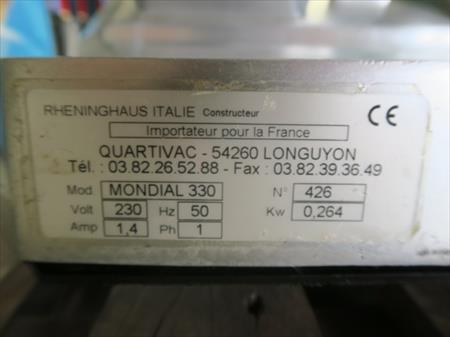 RHENINGHAUS ITALIE Constructeur CE
Importateur pour la France
QUARTIVAC - 54260 LONGUYON
Tél. : 03.82.26.52.88 - Fax : 03.82.39.36.49
Mod MONDIAL 330 N° 426
Volt 230 Hz 50 Kw 0,264
Amp 1,4 Ph 1